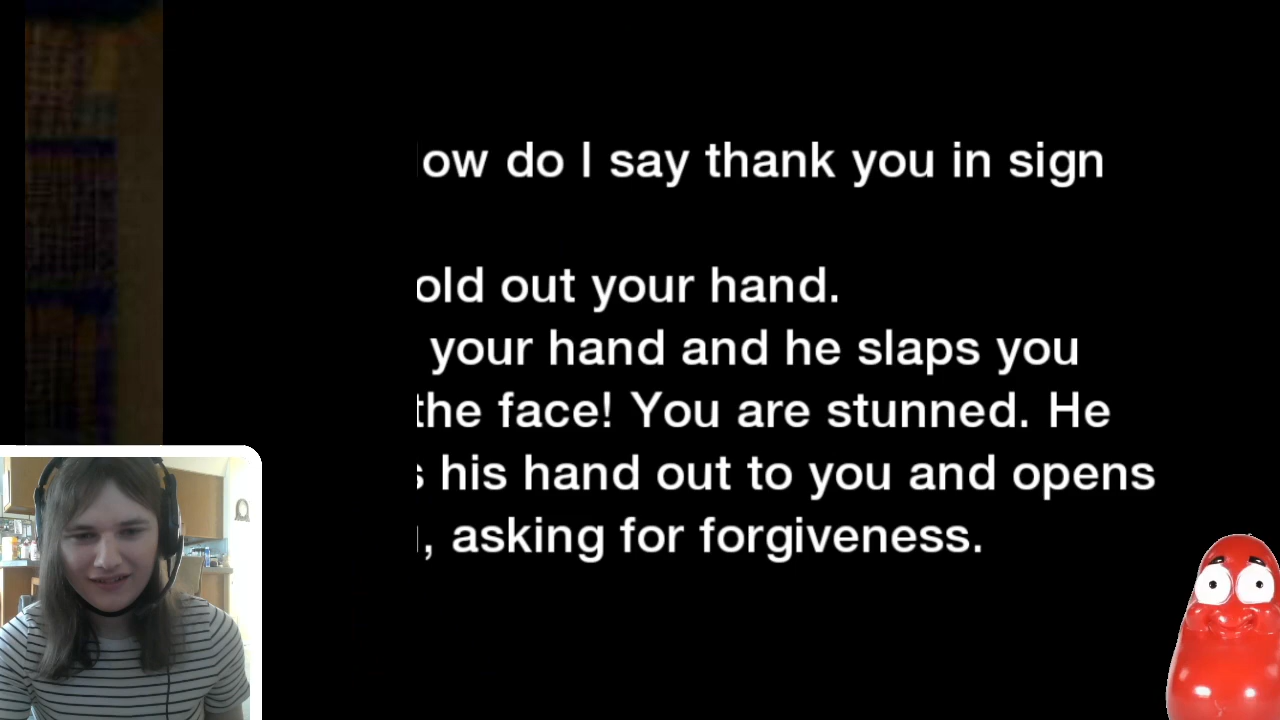 ow do I say thank you in sign
old out your hand.
your hand and he slaps you
the face! You are stunned. He
s his hand out to you and opens
, asking for forgiveness.